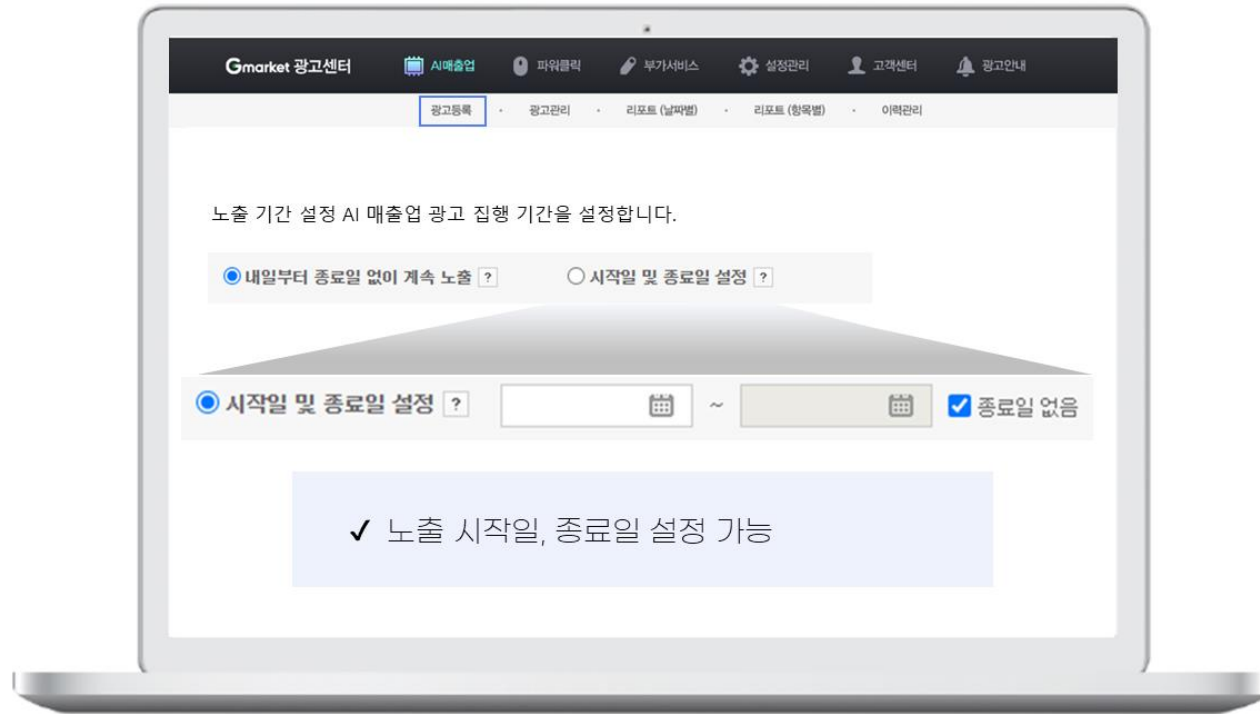 Gmarket 광고센터 AI매출업 파워클릭 부가서비스 설정관리 고객센터 광고안내
광고등록 · 광고관리 · 리포트 (날짜별) · 리포트 (항목별) · 이력관리
노출 기간 설정 AI 매출업 광고 집행 기간을 설정합니다.
내일부터 종료일 없이 계속 노출 ? 시작일 및 종료일 설정 ?
시작일 및 종료일 설정 ? ~ 종료일 없음
✓ 노출 시작일, 종료일 설정 가능